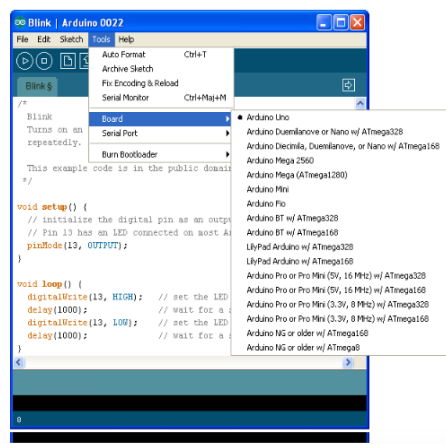 Blink | Arduino 0022
File Edit Sketch Tools Help
Auto Format Ctrl+T
Archive Sketch
Fix Encoding & Reload
Serial Monitor Ctrl+Maj+M
Board
Serial Port
Burn Bootloader
Arduino Uno
Arduino Duemilanove or Nano w/ ATmega328
Arduino Diecimila, Duemilanove, or Nano w/ ATmega168
Arduino Mega 2560
Arduino Mega (ATmega1280)
Arduino Mini
Arduino Fio
Arduino BT w/ ATmega328
Arduino BT w/ ATmega168
LilyPad Arduino w/ ATmega328
LilyPad Arduino w/ ATmega168
Arduino Pro or Pro Mini (5V, 16 MHz) w/ ATmega328
Arduino Pro or Pro Mini (5V, 16 MHz) w/ ATmega168
Arduino Pro or Pro Mini (3.3V, 8 MHz) w/ ATmega328
Arduino Pro or Pro Mini (3.3V, 8 MHz) w/ ATmega168
Arduino NG or older w/ ATmega168
Arduino NG or older w/ ATmega8
Blink §
/*
Blink
Turns on an
repeatedly.
This example code is in the public domain
*/
void setup() {
// initialize the digital pin as an outpu
// Pin 13 has an LED connected on most A
pinMode(13, OUTPUT);
}
void loop() {
digitalWrite(13, HIGH); // set the LED
delay(1000); // wait for a
digitalWrite(13, LOW); // set the LED
delay(1000); // wait for a
}
8